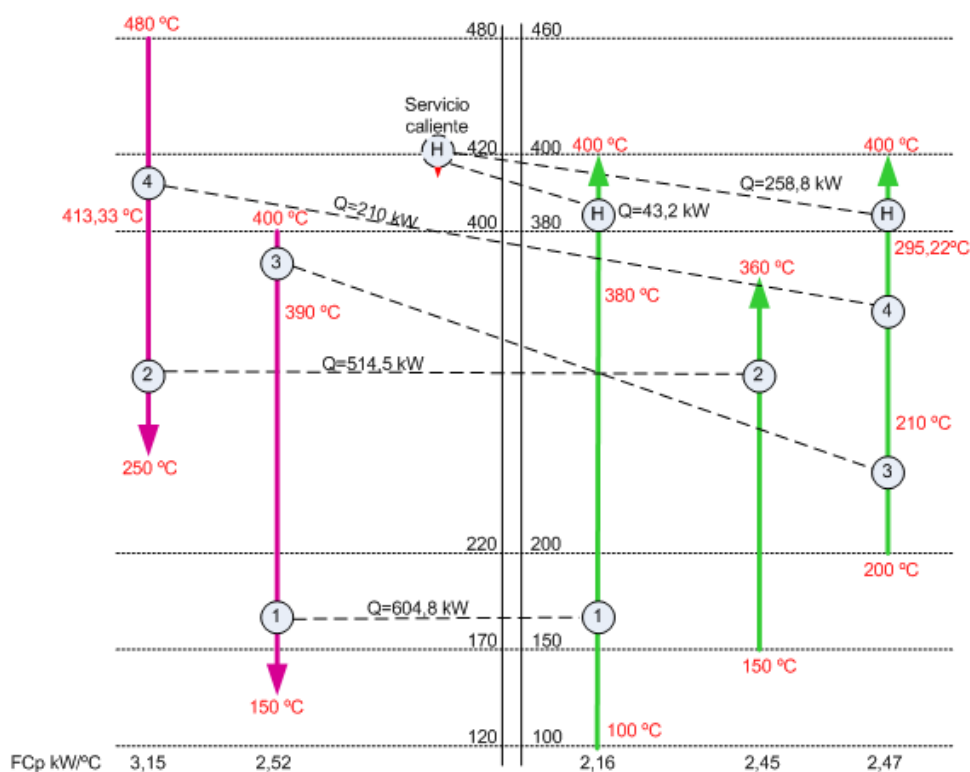 480 ºC
480
460
Servicio
caliente
H
420
400
400 ºC
400 ºC
4
Q=258,8 kW
Q=210 kW
413,33 ºC
400 ºC
H
Q=43,2 kW
H
400
380
295,22ºC
3
390 ºC
380 ºC
360 ºC
4
2
Q=514,5 kW
2
210 ºC
250 ºC
3
220
200
200 ºC
1
Q=604,8 kW
1
170
150
150 ºC
150 ºC
100 ºC
120
100
FCp kW/ºC
3,15
2,52
2,16
2,45
2,47